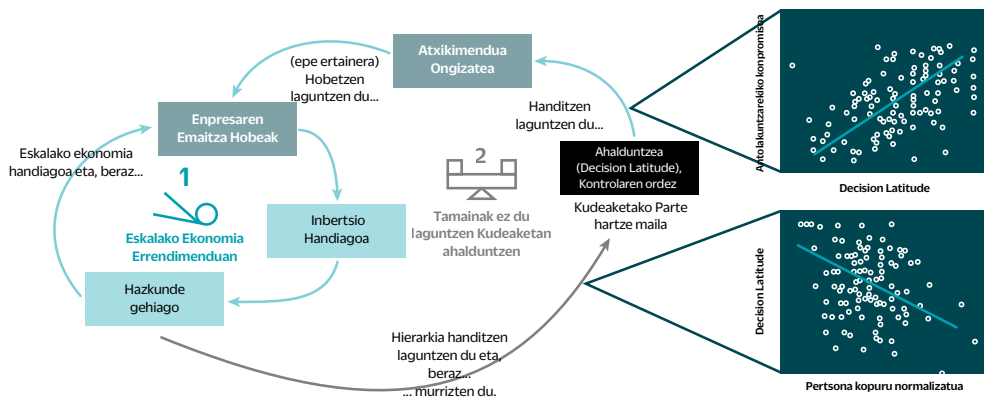 Atxikimendua
Ongizatea
(epe ertainera)
Hobetzen
laguntzen du...
Enpresaren
Emaitza Hobeak
Handitzen
laguntzen du...
Eskalako ekonomia
handiagoa eta, beraz...
1
Eskalako Ekonomia
Errendimenduan
2
Tamainak ez du
laguntzen Kudeaketan
ahalduntzen
Ahalduntzea
(Decision Latitude),
Kontrolaren ordez
Kudeaketako Parte
hartze maila
Inbertsio
Handiagoa
Hazkunde
gehiago
Hierarkia handitzen
laguntzen du eta,
beraz...
... murrizten du.
Antolakuntzarekiko konpromisoa
Decision Latitude
Decision Latitude
Pertsona kopuru normalizatua